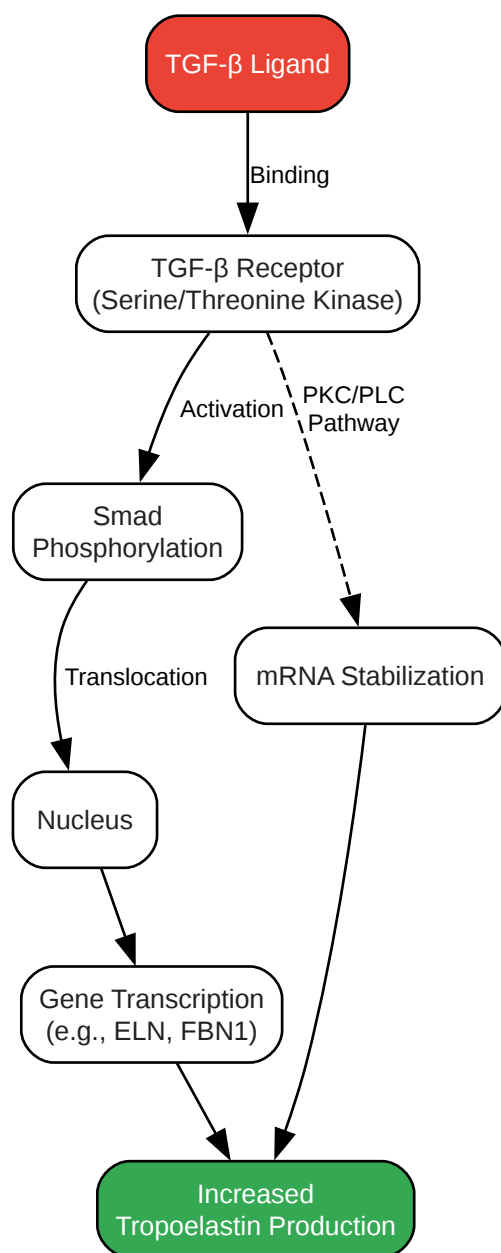 TGF-β Ligand
Binding
TGF-β Receptor
(Serine/Threonine Kinase)
Activation
PKC/PLC
Pathway
Smad
Phosphorylation
Translocation
mRNA Stabilization
Nucleus
Gene Transcription
(e.g., ELN, FBN1)
Increased
Tropoelastin Production